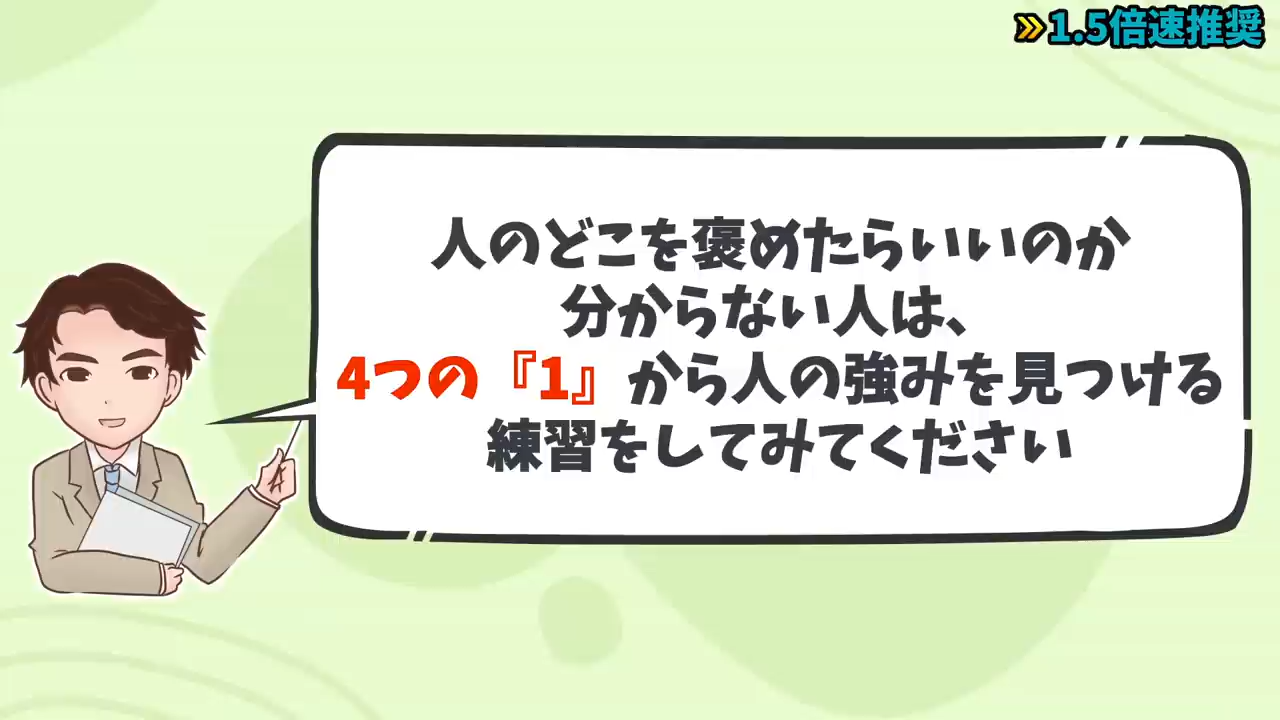 1.5倍速推奨
人のどこを褒めたらいいのか
分からない人は、
4つの『1』から人の強みを見つける
練習をしてみてください